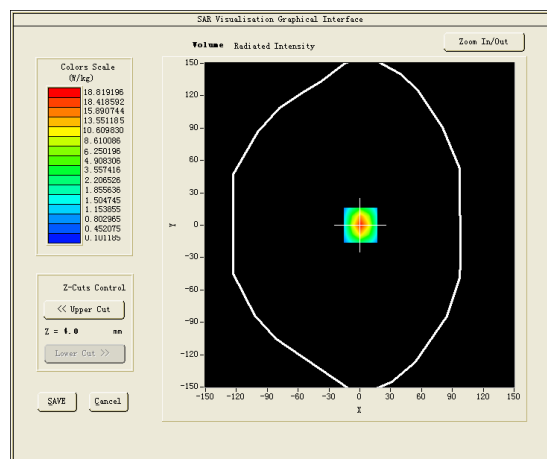 SAR Visualisation Graphical Interface
Volume Radiated Intensity
Zoom In/Out
Colors Scale
(W/kg)
18.819196
18.418592
15.890744
13.551185
10.609830
8.610086
6.250196
4.908306
3.557416
2.206526
1.855636
1.504745
1.153855
0.802965
0.452075
0.101185
Z-Cuts Control
<< Upper Cut
Z = 4.0 mm
Lower Cut >>
SAVE Cancel
150
120
90
60
30
0
-30
-60
-90
-120
-150
Y
-150 -120 -90 -60 -30 0 30 60 90 120 150
X